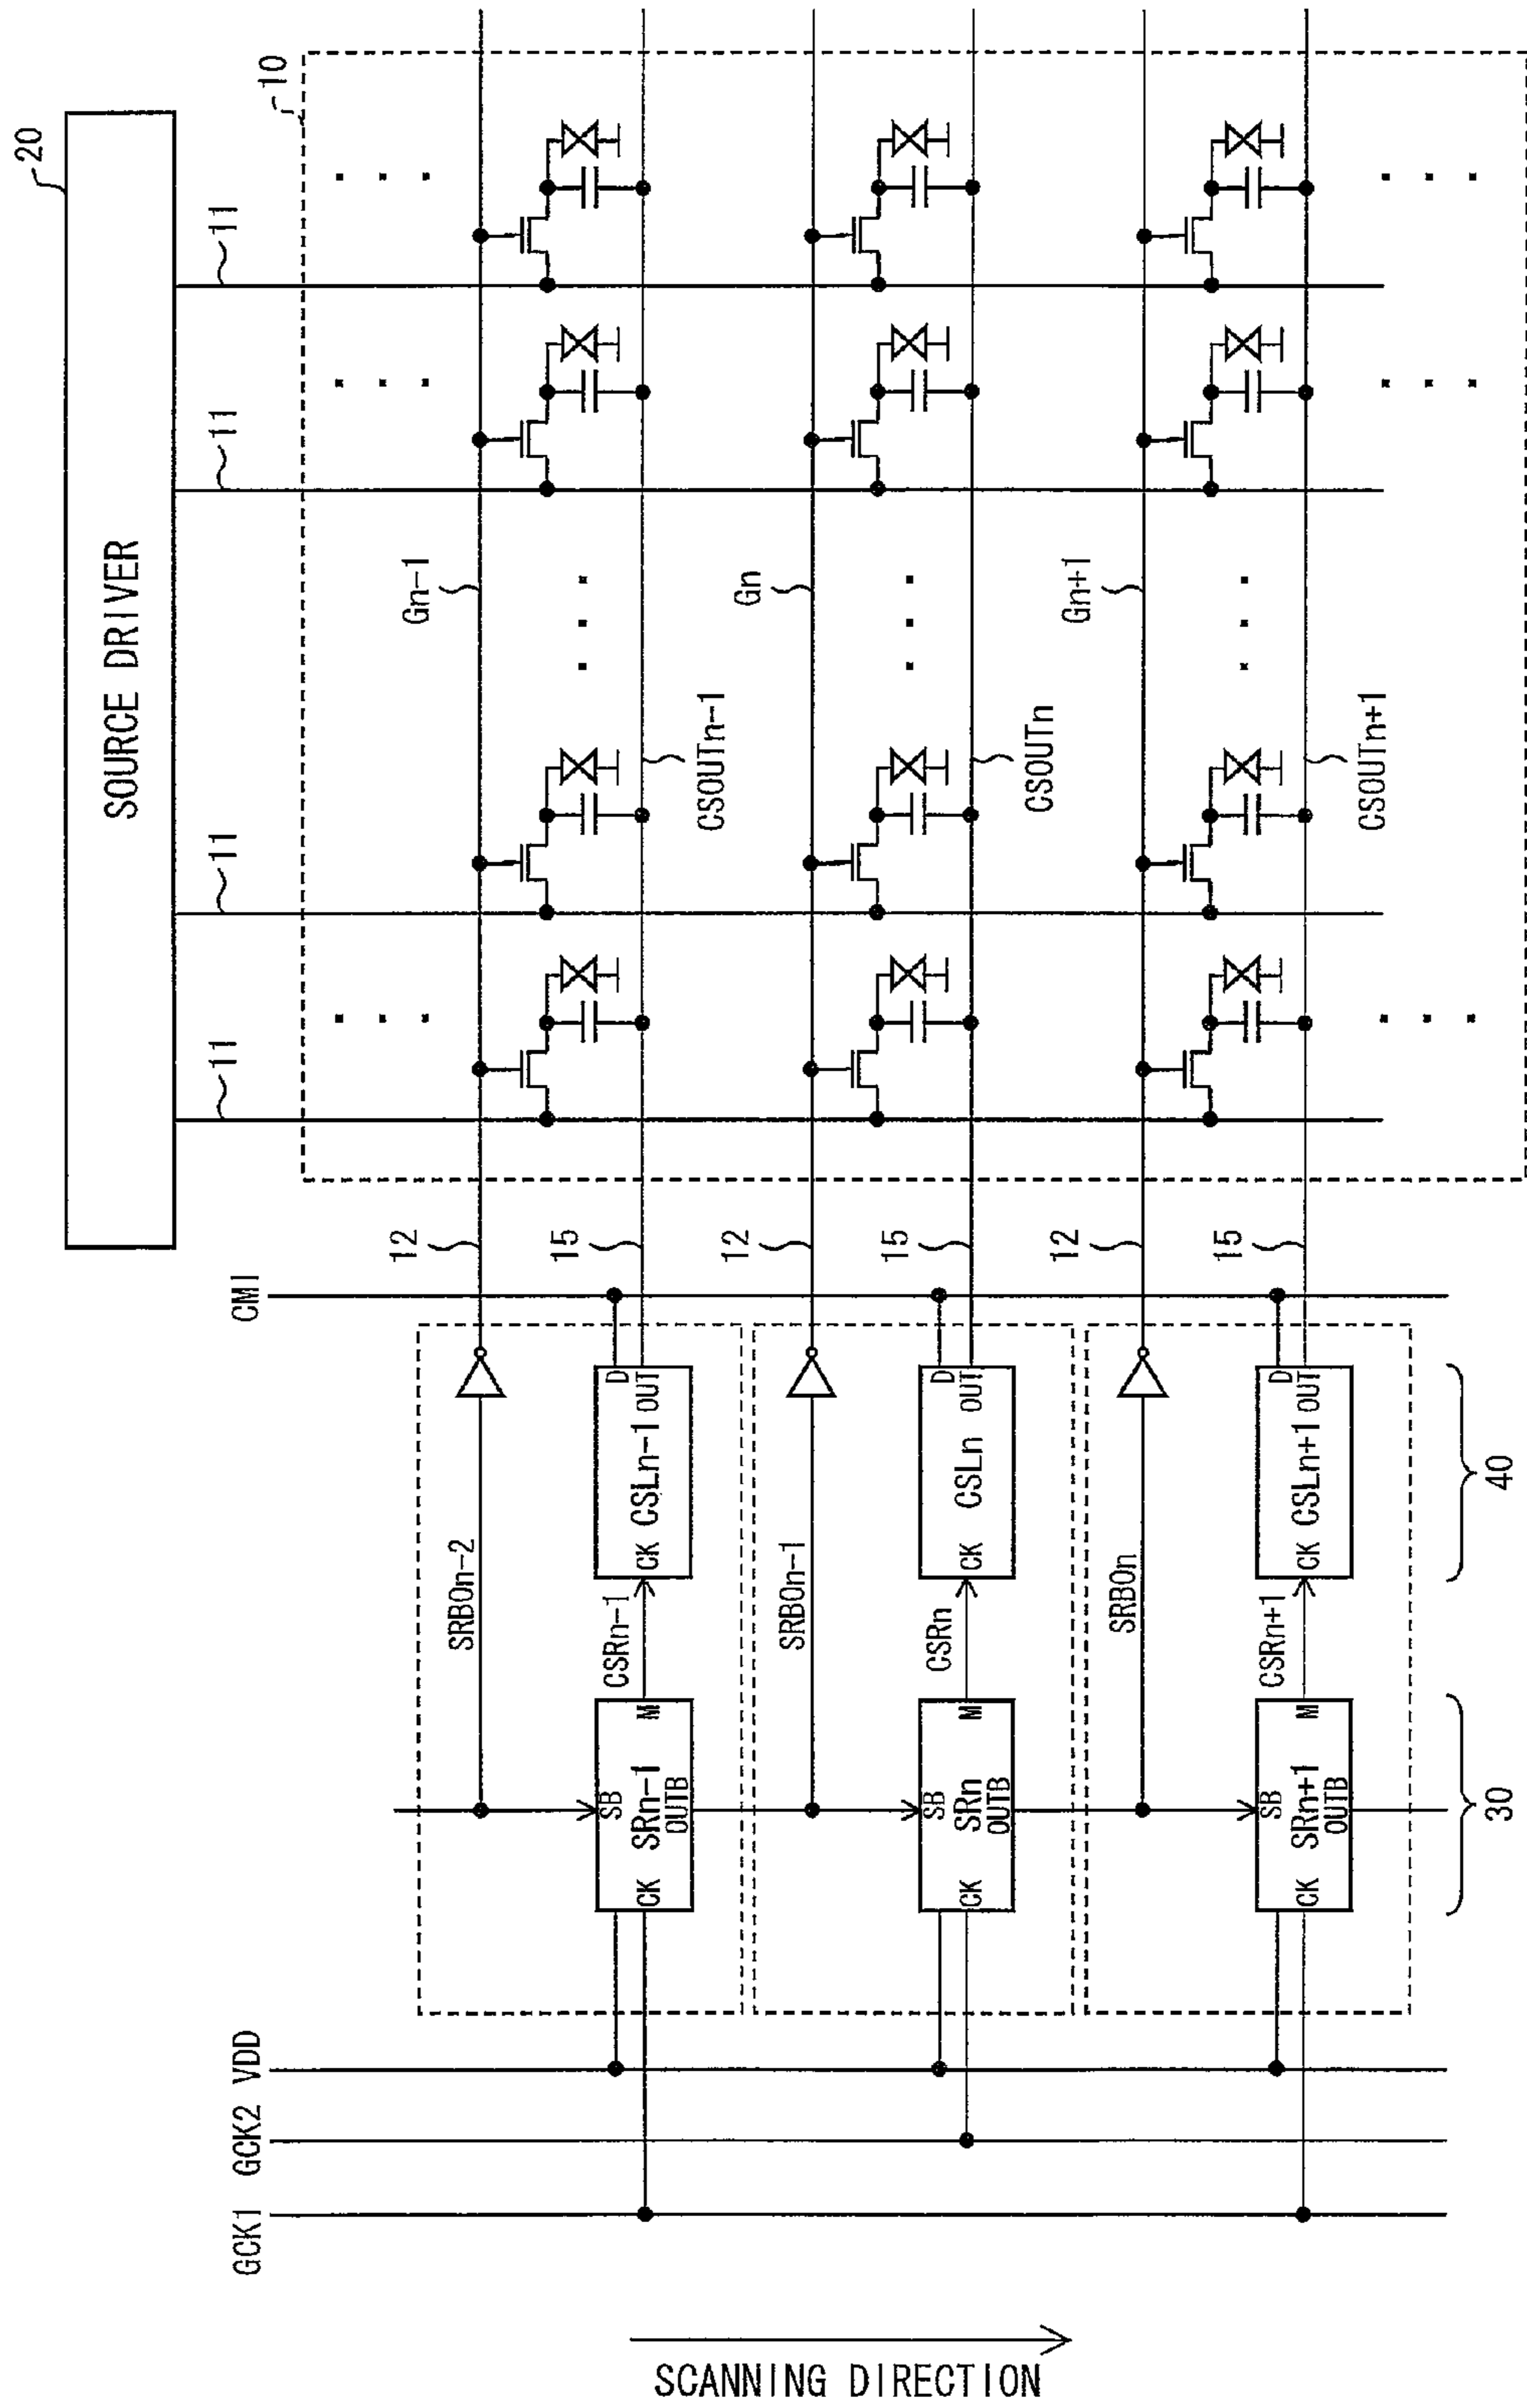 SOURCE DRIVER
20
10
11
11
11
11
Gn-1
Gn
Gn+1
CSOUTn-1
CSOUTn
CSOUTn+1
12
15
12
15
12
15
CMI
SRBOn-2
D
OUT
CSLn-1
CK
CSRn-1
M
SB
SRn-1
OUTB
CK
SRBOn-1
D
OUT
CSLn
CK
CSRn
M
SB
SRn
OUTB
CK
SRBOn
D
OUT
CSLn+1
CK
CSRn+1
M
SB
SRn+1
OUTB
CK
40
30
VDD
GCK2
GCK1
SCANNING DIRECTION